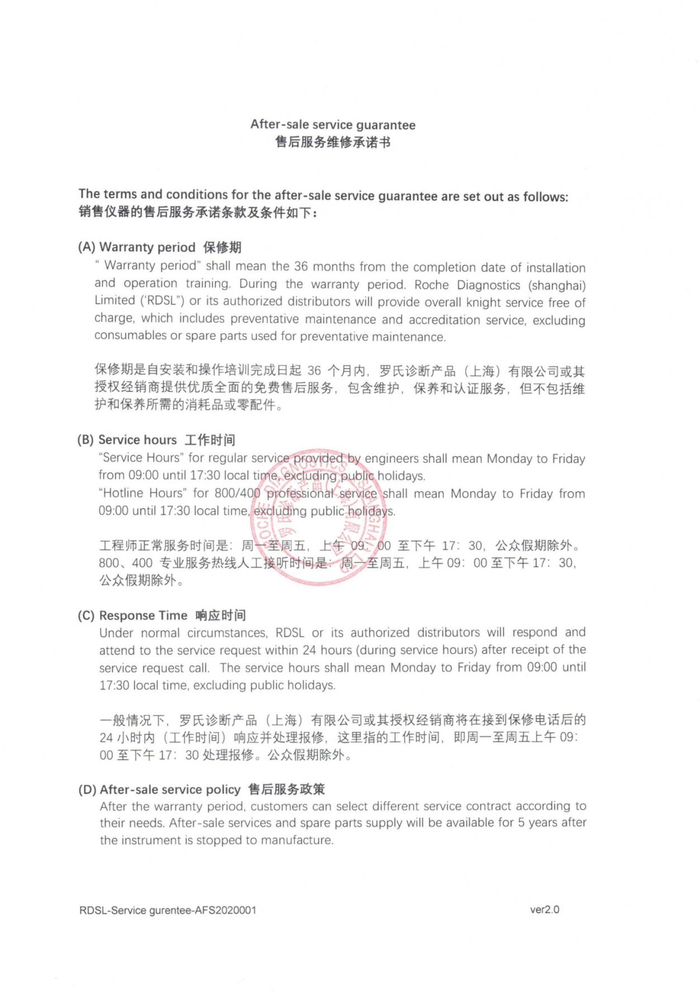 After-sale service guarantee
售后服务维修承诺书
The terms and conditions for the after-sale service guarantee are set out as follows:
销售仪器的售后服务承诺条款及条件如下：
(A) Warranty period 保修期
“ Warranty period” shall mean the 36 months from the completion date of installation
and operation training. During the warranty period. Roche Diagnostics (shanghai)
Limited (‘RDSL”) or its authorized distributors will provide overall knight service free of
charge, which includes preventative maintenance and accreditation service, excluding
consumables or spare parts used for preventative maintenance.
保修期是自安装和操作培训完成日起 36 个月内，罗氏诊断产品（上海）有限公司或其
授权经销商提供优质全面的免费售后服务，包含维护，保养和认证服务，但不包括维
护和保养所需的消耗品或零配件。
(B) Service hours 工作时间
“Service Hours” for regular service provided by engineers shall mean Monday to Friday
from 09:00 until 17:30 local time, excluding public holidays.
“Hotline Hours” for 800/400 professional service shall mean Monday to Friday from
09:00 until 17:30 local time, excluding public holidays.
ROCHE DIAGNOSTICS (SHANGHAI) LTD
罗氏诊断产品(上海)有限公司
工程师正常服务时间是：周一至周五，上午 09：00 至下午 17：30，公众假期除外。
800、400 专业服务热线人工接听时间是：周一至周五，上午 09：00 至下午 17：30，
公众假期除外。
(C) Response Time 响应时间
Under normal circumstances, RDSL or its authorized distributors will respond and
attend to the service request within 24 hours (during service hours) after receipt of the
service request call. The service hours shall mean Monday to Friday from 09:00 until
17:30 local time, excluding public holidays.
一般情况下，罗氏诊断产品（上海）有限公司或其授权经销商将在接到保修电话后的
24 小时内（工作时间）响应并处理报修，这里指的工作时间，即周一至周五上午 09：
00 至下午 17：30 处理报修。公众假期除外。
(D) After-sale service policy 售后服务政策
After the warranty period, customers can select different service contract according to
their needs. After-sale services and spare parts supply will be available for 5 years after
the instrument is stopped to manufacture.
RDSL-Service gurentee-AFS2020001
ver2.0